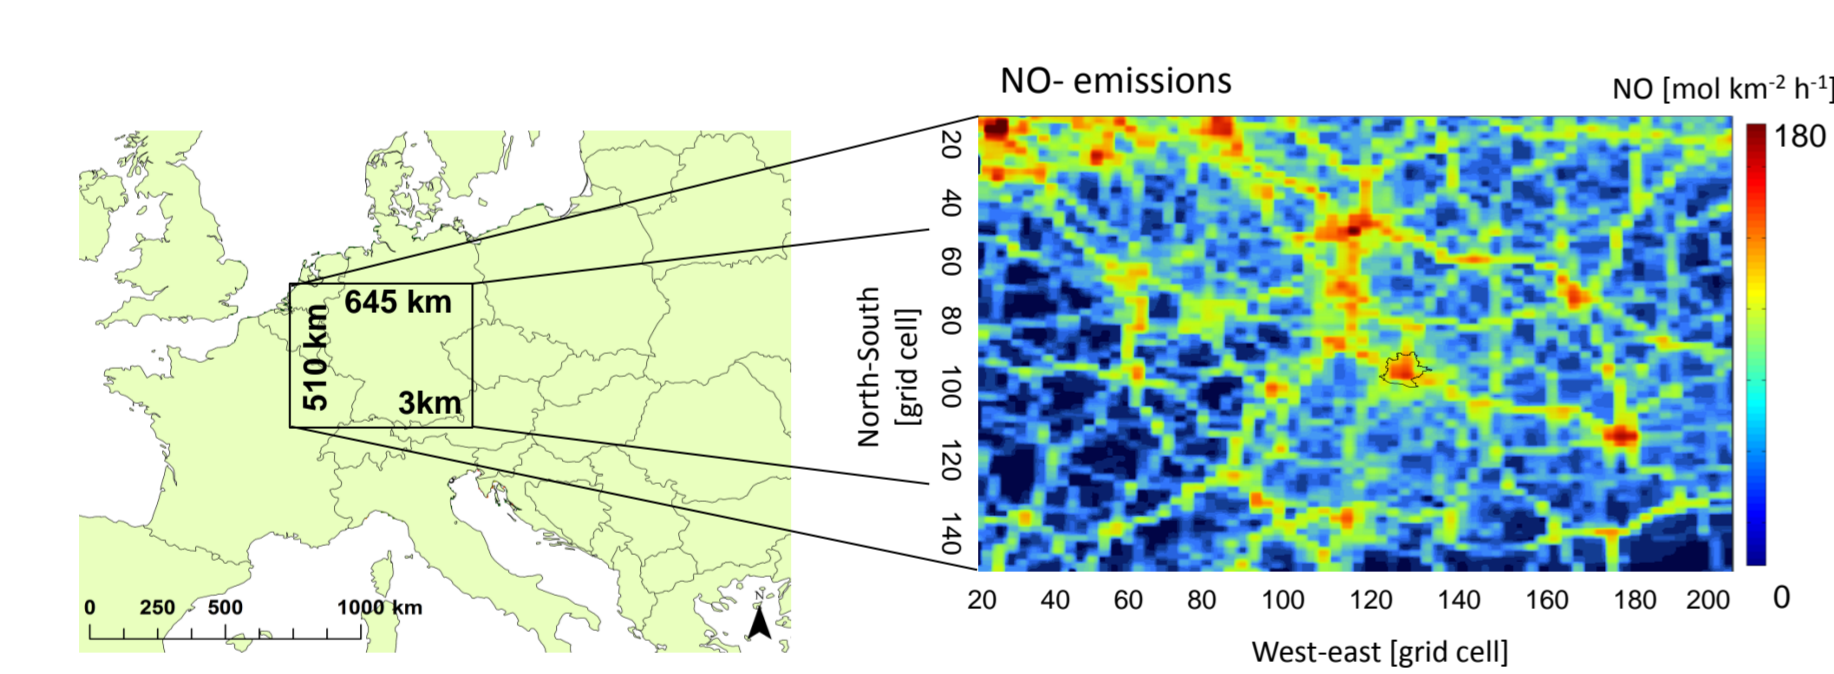 NO- emissions
NO [mol km-2 h-1]
180
0
645 km
510 km
3km
0 250 500 1000 km
N
North-South
[grid cell]
20
40
60
80
100
120
140
20 40 60 80 100 120 140 160 180 200
West-east [grid cell]